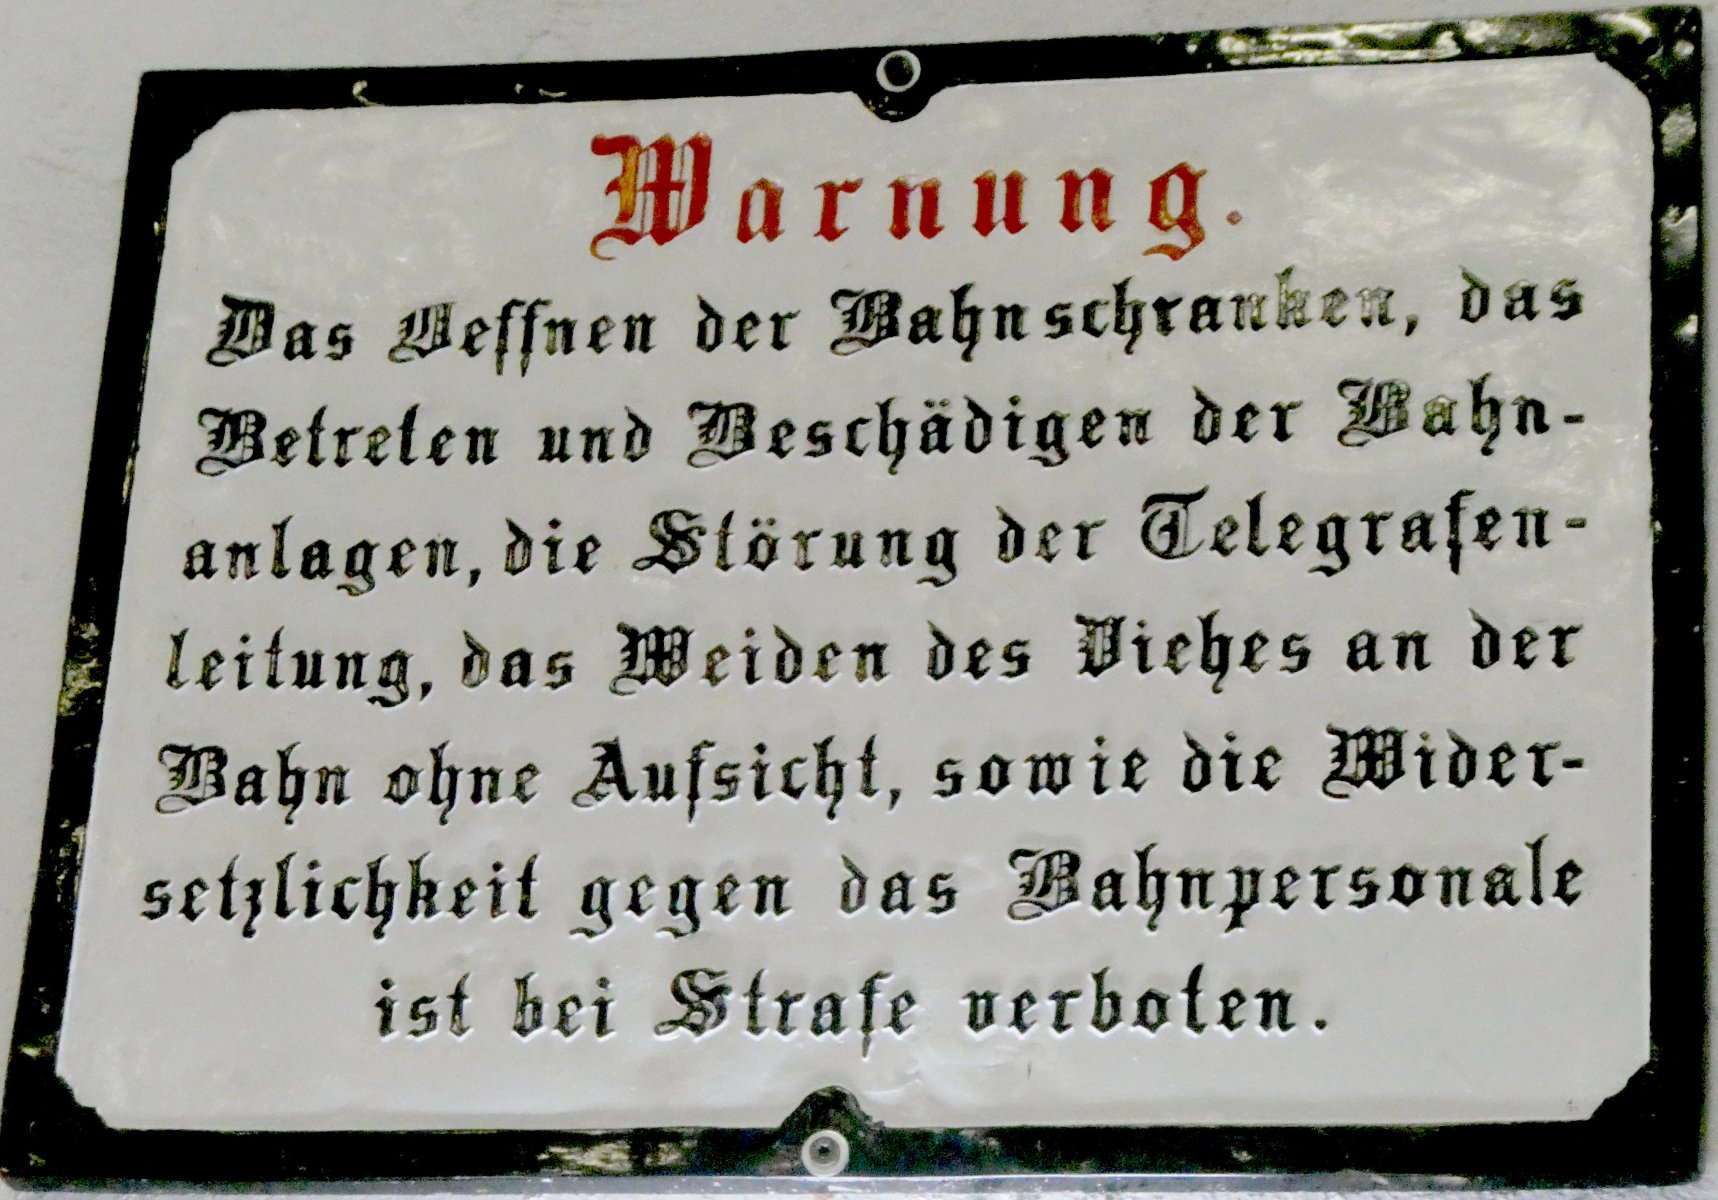 Warnung.
Das Oeffnen der Bahnschranken, das
Betreten und Beschädigen der Bahn-
anlagen, die Störung der Telegrafen-
leitung, das Weiden des Viehes an der
Bahn ohne Aufsicht, sowie die Wider-
setzlichkeit gegen das Bahnpersonale
ist bei Strafe verboten.